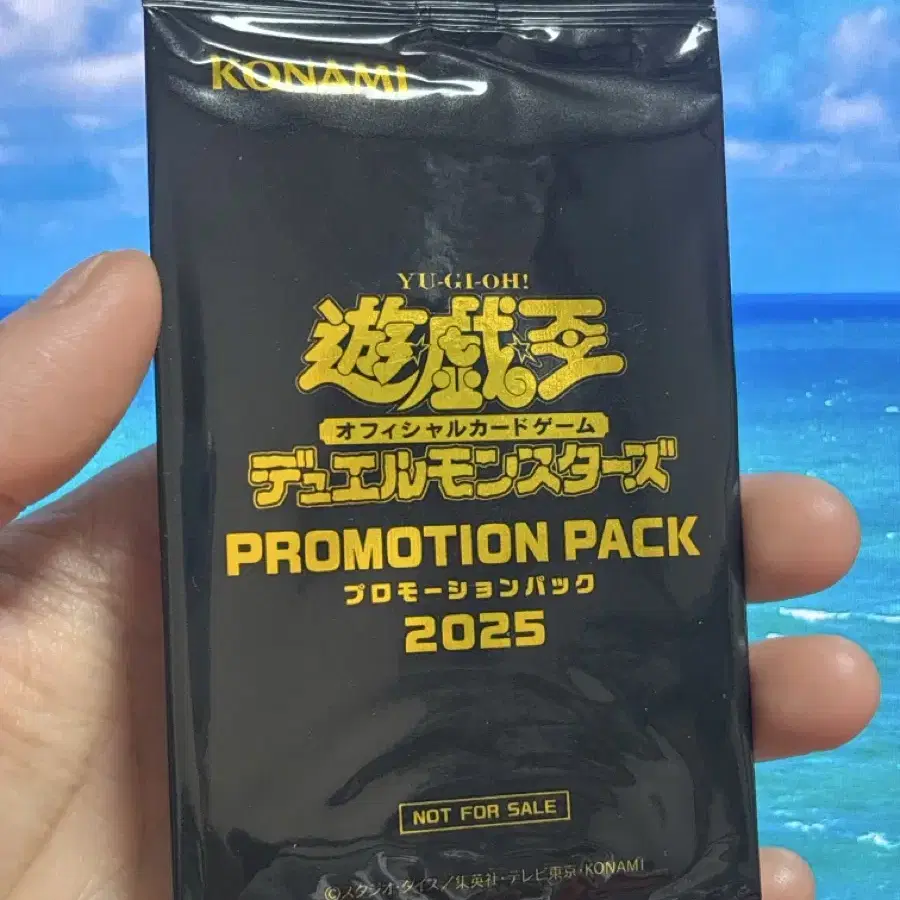 KONAMI
YU-GI-OH!
遊☆戯☆王
オフィシャルカードゲーム
デュエルモンスターズ
PROMOTION PACK
プロモーションパック
2025
NOT FOR SALE
©スタジオ・ダイス/集英社・テレビ東京・KONAMI